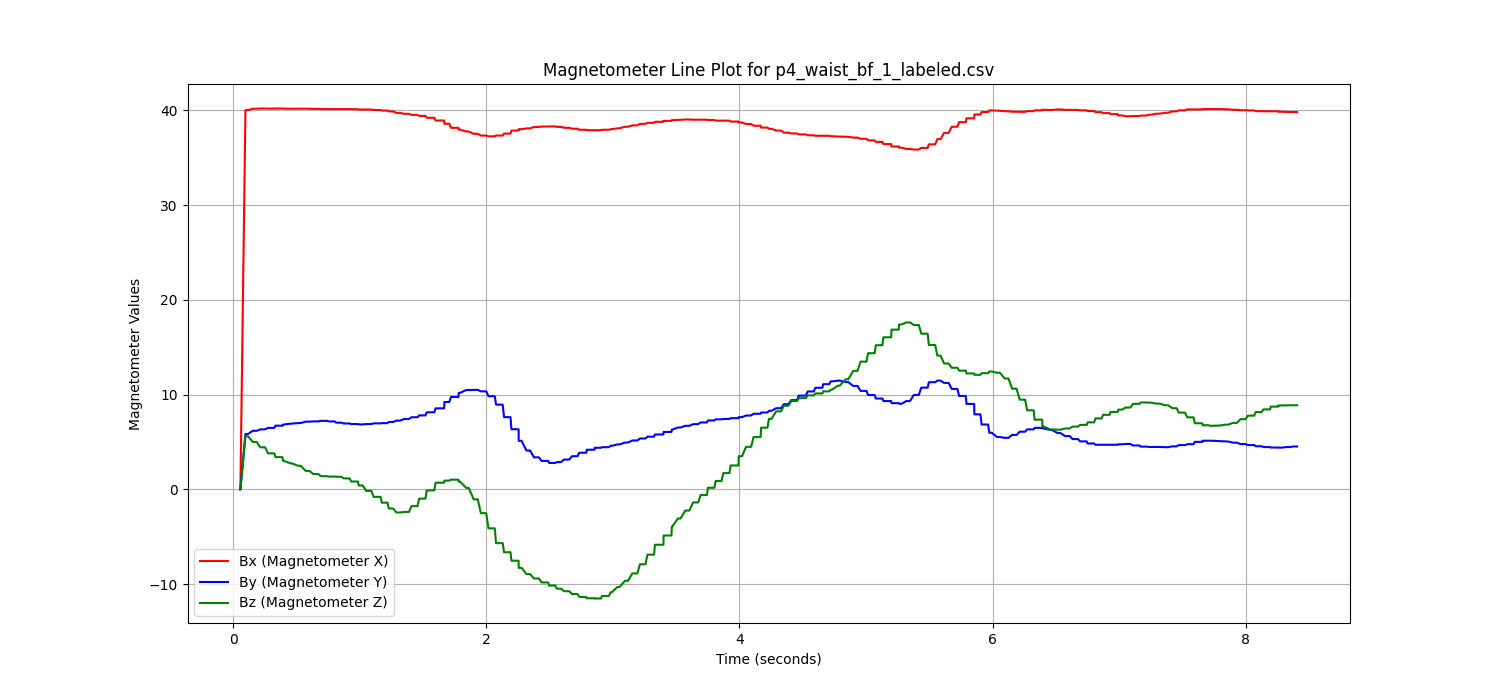 Magnetometer Line Plot for p4_waist_bf_1_labeled.csv
Magnetometer Values
40
30
20
10
0
−10
Bx (Magnetometer X)
By (Magnetometer Y)
Bz (Magnetometer Z)
0 2 4 6 8
Time (seconds)